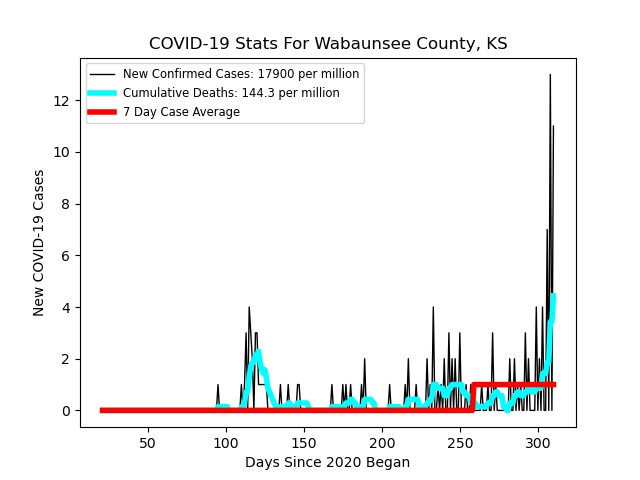 COVID-19 Stats For Wabaunsee County, KS
New Confirmed Cases: 17900 per million
Cumulative Deaths: 144.3 per million
7 Day Case Average
New COVID-19 Cases
12
10
8
6
4
2
0
50 100 150 200 250 300
Days Since 2020 Began